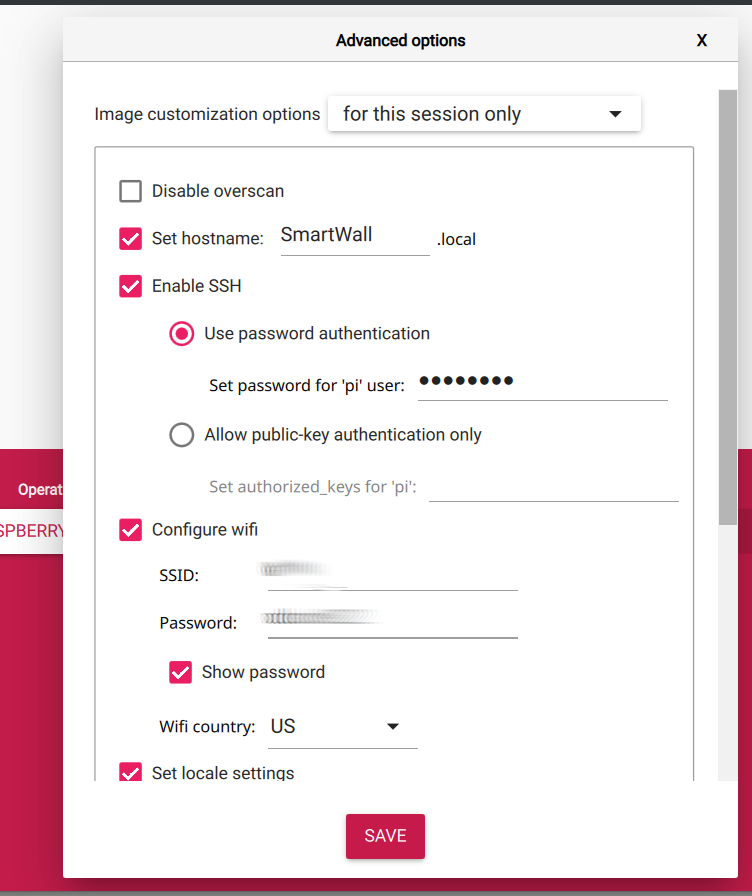 Advanced options X
Image customization options for this session only
Disable overscan
Set hostname: SmartWall .local
Enable SSH
Use password authentication
Set password for 'pi' user: ●●●●●●●●
Allow public-key authentication only
Set authorized_keys for 'pi':
Configure wifi
SSID:
Password:
Show password
Wifi country: US
Set locale settings
SAVE
Operat
SPBERRY